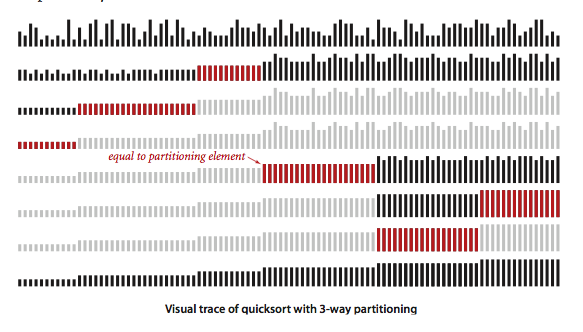 equal to partitioning element
Visual trace of quicksort with 3-way partitioning